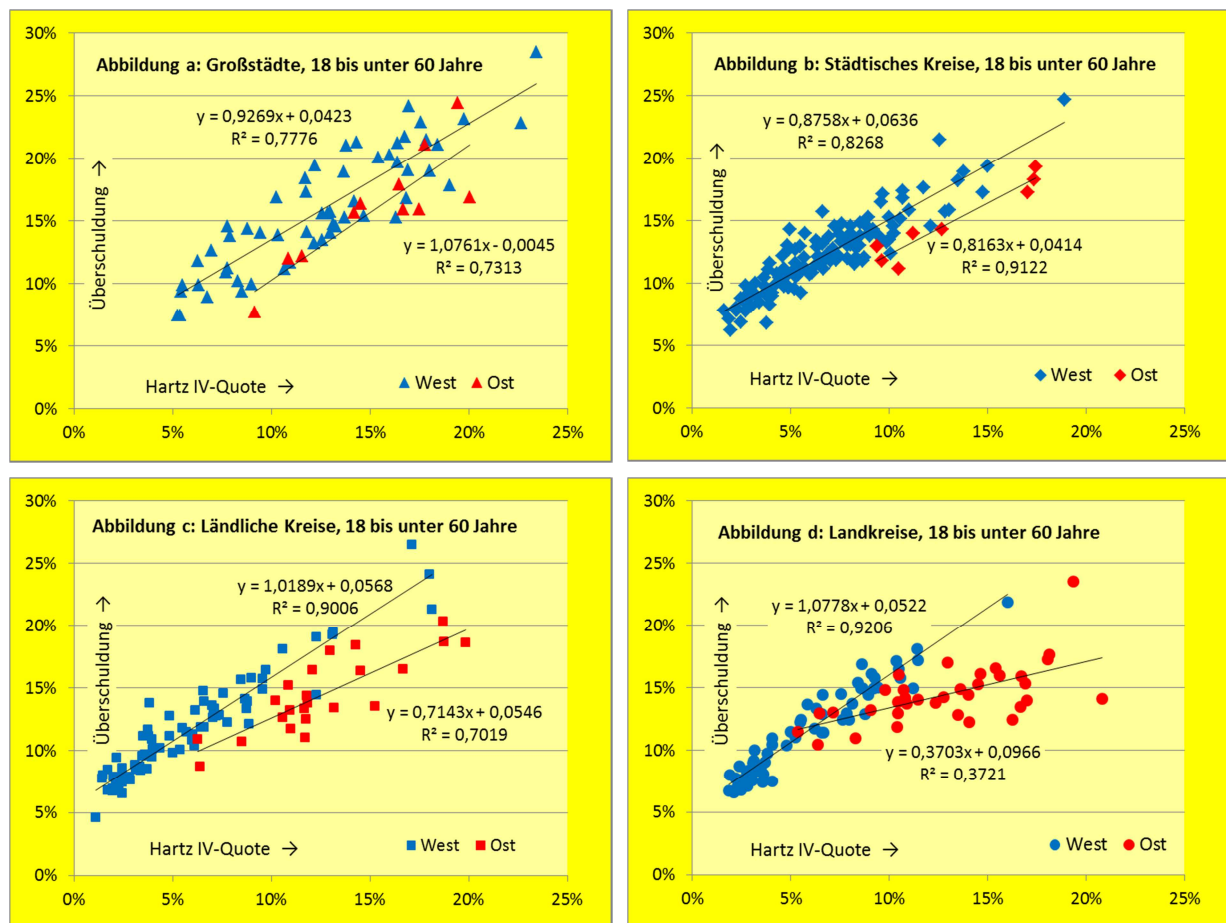 30%
Abbildung a: Großstädte, 18 bis unter 60 Jahre
25%
y = 0,9269x + 0,0423
R² = 0,7776
20%
Überschuldung →
15%
y = 1,0761x - 0,0045
R² = 0,7313
10%
5%
Hartz IV-Quote →
West Ost
0%
0% 5% 10% 15% 20% 25%
30%
Abbildung b: Städtisches Kreise, 18 bis unter 60 Jahre
25%
y = 0,8758x + 0,0636
R² = 0,8268
20%
Überschuldung →
15%
y = 0,8163x + 0,0414
R² = 0,9122
10%
5%
Hartz IV-Quote →
West Ost
0%
0% 5% 10% 15% 20% 25%
30%
Abbildung c: Ländliche Kreise, 18 bis unter 60 Jahre
25%
y = 1,0189x + 0,0568
R² = 0,9006
20%
Überschuldung →
15%
y = 0,7143x + 0,0546
R² = 0,7019
10%
5%
Hartz IV-Quote →
West Ost
0%
0% 5% 10% 15% 20% 25%
30%
Abbildung d: Landkreise, 18 bis unter 60 Jahre
25%
y = 1,0778x + 0,0522
R² = 0,9206
20%
Überschuldung →
15%
y = 0,3703x + 0,0966
R² = 0,3721
10%
5%
Hartz IV-Quote →
West Ost
0%
0% 5% 10% 15% 20% 25%